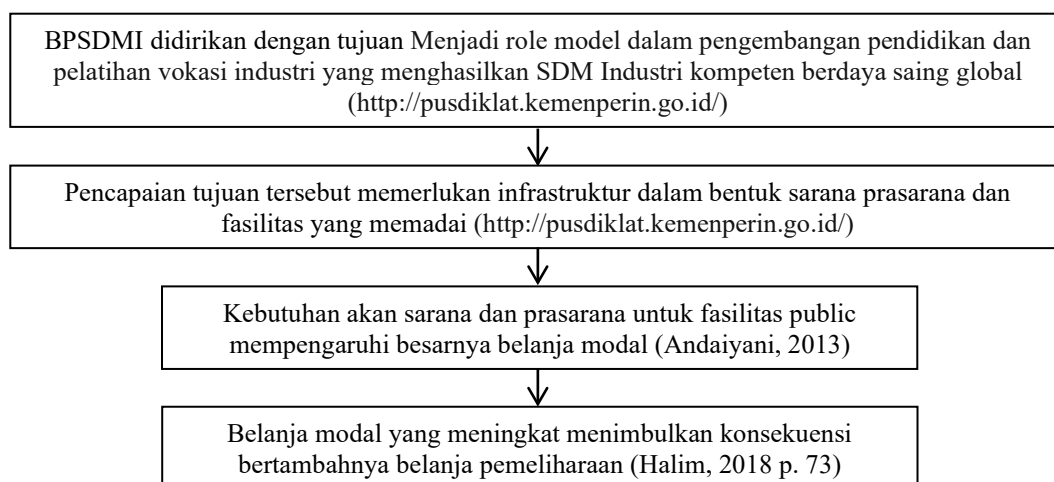 BPSDMI didirikan dengan tujuan Menjadi role model dalam pengembangan pendidikan dan
pelatihan vokasi industri yang menghasilkan SDM Industri kompeten berdaya saing global
(http://pusdiklat.kemenperin.go.id/)
Pencapaian tujuan tersebut memerlukan infrastruktur dalam bentuk sarana prasarana dan
fasilitas yang memadai (http://pusdiklat.kemenperin.go.id/)
Kebutuhan akan sarana dan prasarana untuk fasilitas public
mempengaruhi besarnya belanja modal (Andaiyani, 2013)
Belanja modal yang meningkat menimbulkan konsekuensi
bertambahnya belanja pemeliharaan (Halim, 2018 p. 73)